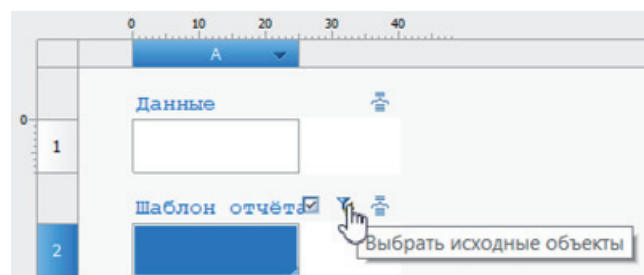 0 10 20 30 40
A
Данные
0
1
Шаблон отчёта
2
Выбрать исходные объекты